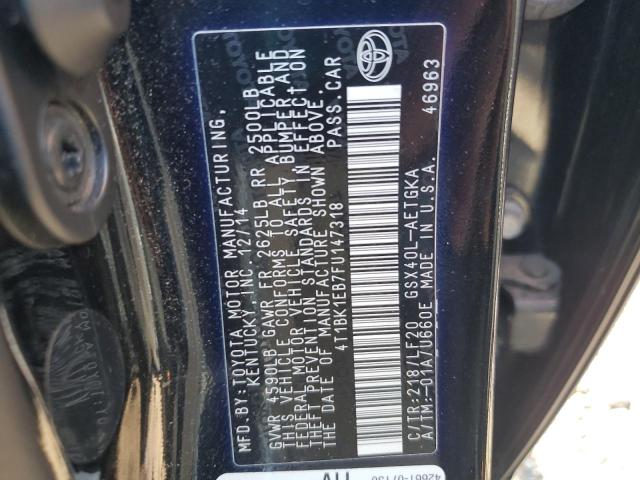 MFD.BY:TOYOTA MOTOR MANUFACTURING,
KENTUCKY,INC. 12/14
GVWR 4590LB GAWR FR 2625LB RR 2500LB
THIS VEHICLE CONFORMS TO ALL APPLICABLE
FEDERAL MOTOR VEHICLE SAFETY,BUMPER,AND
THEFT PREVENTION STANDARDS IN EFFECT ON
THE DATE OF MANUFACTURE SHOWN ABOVE.
4T1BK1EB7FU147318 PASS.CAR
TOYOTA
46963
C/TR:218/LF20 GSX40L-AETGKA
A/TM:-01A/U660E MADE IN U.S.A.